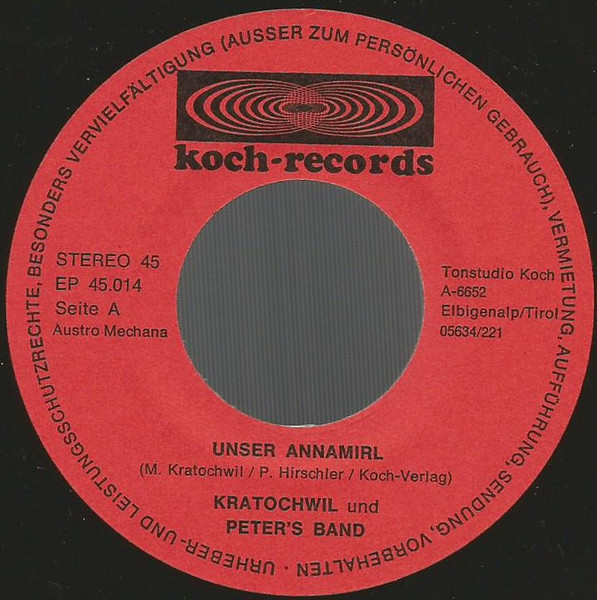 koch-records
STEREO 45
EP 45.014
Seite A
Austro Mechana
Tonstudio Koch
A-6652
Elbigenalp/Tirol
05634/221
UNSER ANNAMIRL
(M. Kratochwil / P. Hirschler / Koch-Verlag)
KRATOCHWIL und
PETER'S BAND
URHEBER- UND LEISTUNGSSCHUTZRECHTE, BESONDERS VERVIELFÄLTIGUNG (AUSSER ZUM PERSÖNLICHEN GEBRAUCH), VERMIETUNG, AUFFÜHRUNG, SENDUNG, VORBEHALTEN ·